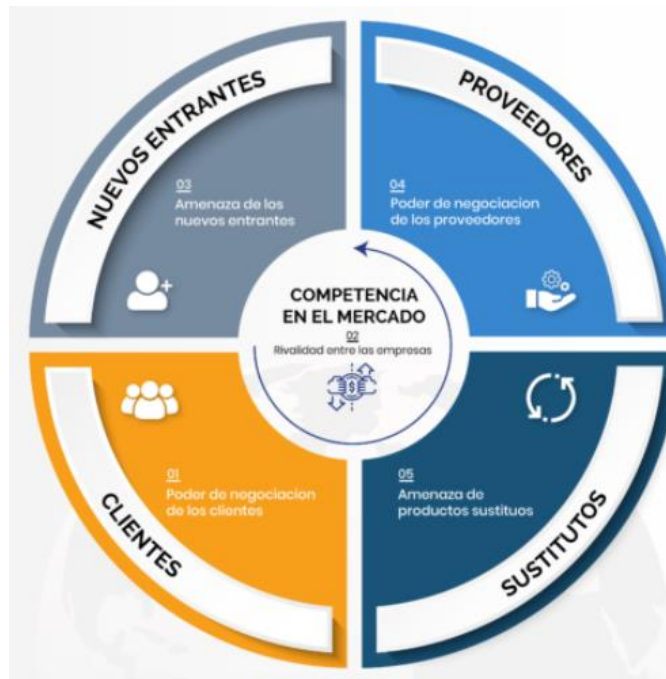 NUEVOS ENTRANTES
03
Amenaza de los
nuevos entrantes
PROVEEDORES
04
Poder de negociacion
de los proveedores
COMPETENCIA
EN EL MERCADO
02
Rivalidad entre las empresas
$
01
Poder de negociacion
de los clientes
CLIENTES
05
Amenaza de
productos sustituos
SUSTITUTOS